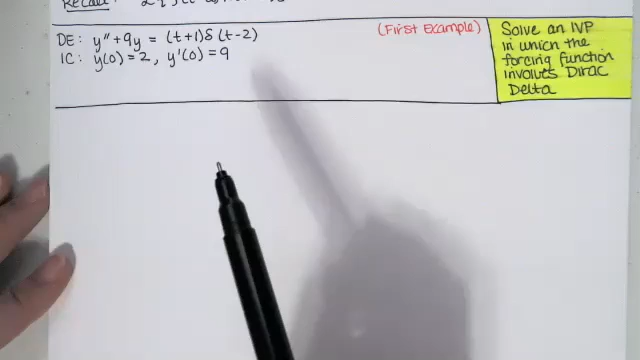 Recall:
DE: y" + 9y = (t+1)δ(t-2)
(First Example)
IC: y(0) = 2, y'(0) = 9
Solve an IVP
in which the
forcing function
involves Dirac
Delta